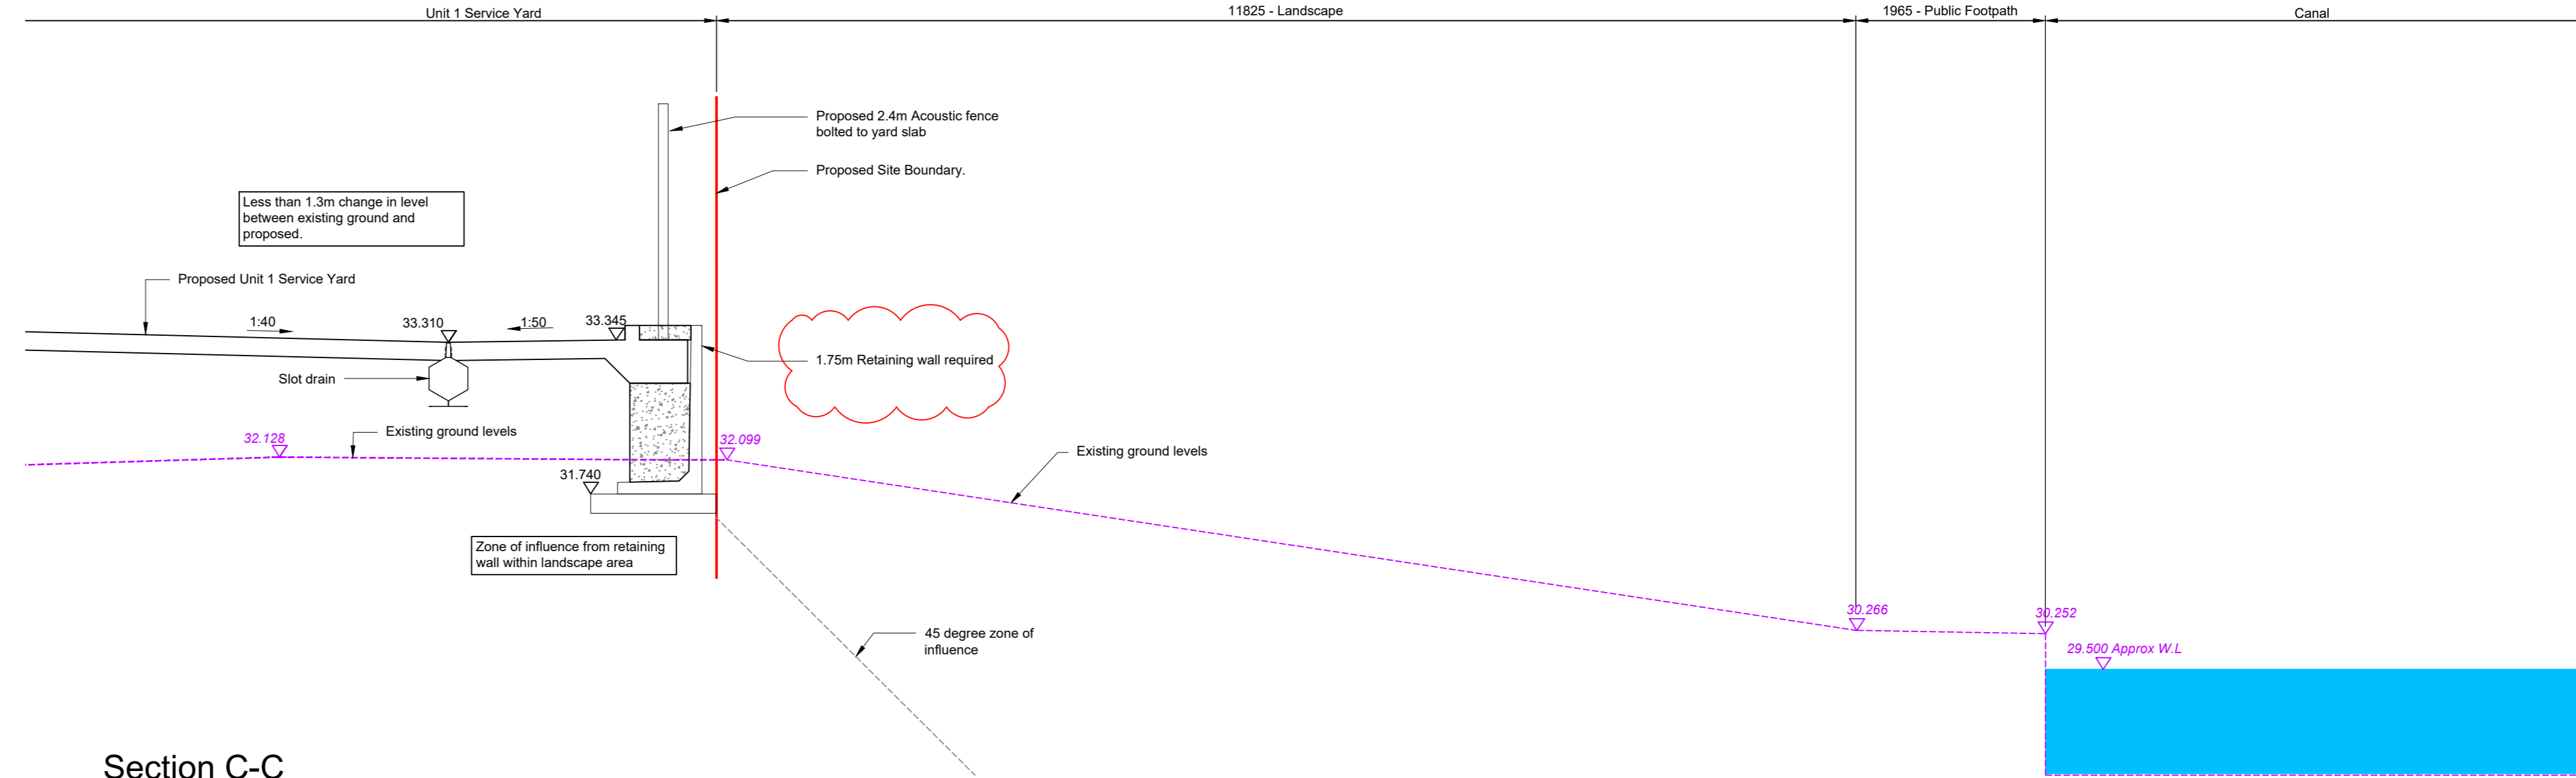 Unit 1 Service Yard
11825 - Landscape
1965 - Public Footpath
Canal
Proposed 2.4m Acoustic fence
bolted to yard slab
Proposed Site Boundary.
Less than 1.3m change in level
between existing ground and
proposed.
Proposed Unit 1 Service Yard
1:40
33.310
1:50
33.345
1.75m Retaining wall required
Slot drain
32.128
Existing ground levels
32.099
Existing ground levels
31.740
Zone of influence from retaining
wall within landscape area
45 degree zone of
influence
30.266
30.252
29.500 Approx W.L
Section C-C